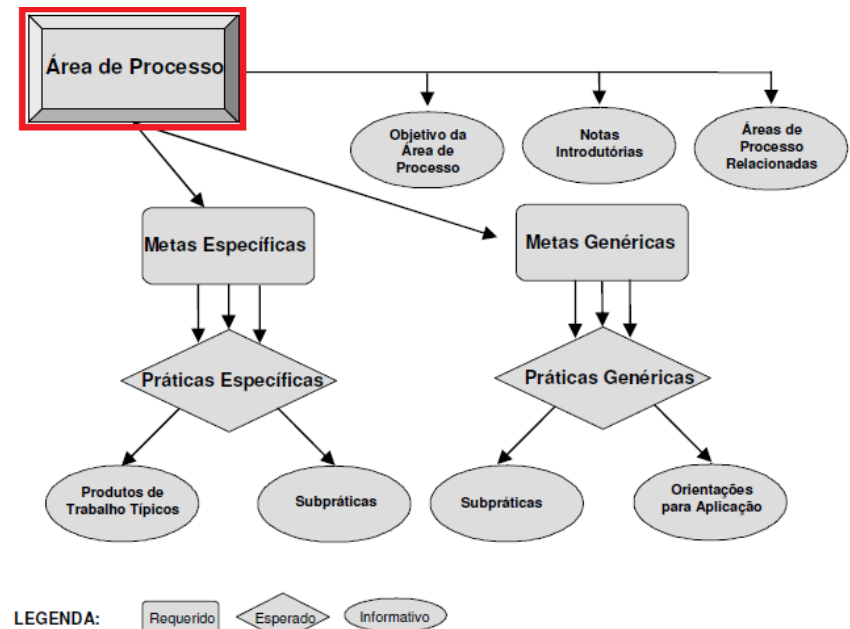 Área de Processo
Objetivo da
Área de
Processo
Notas
Introdutórias
Áreas de
Processo
Relacionadas
Metas Específicas
Metas Genéricas
Práticas Específicas
Práticas Genéricas
Produtos de
Trabalho Típicos
Subpráticas
Subpráticas
Orientações
para Aplicação
LEGENDA:
Requerido
Esperado
Informativo